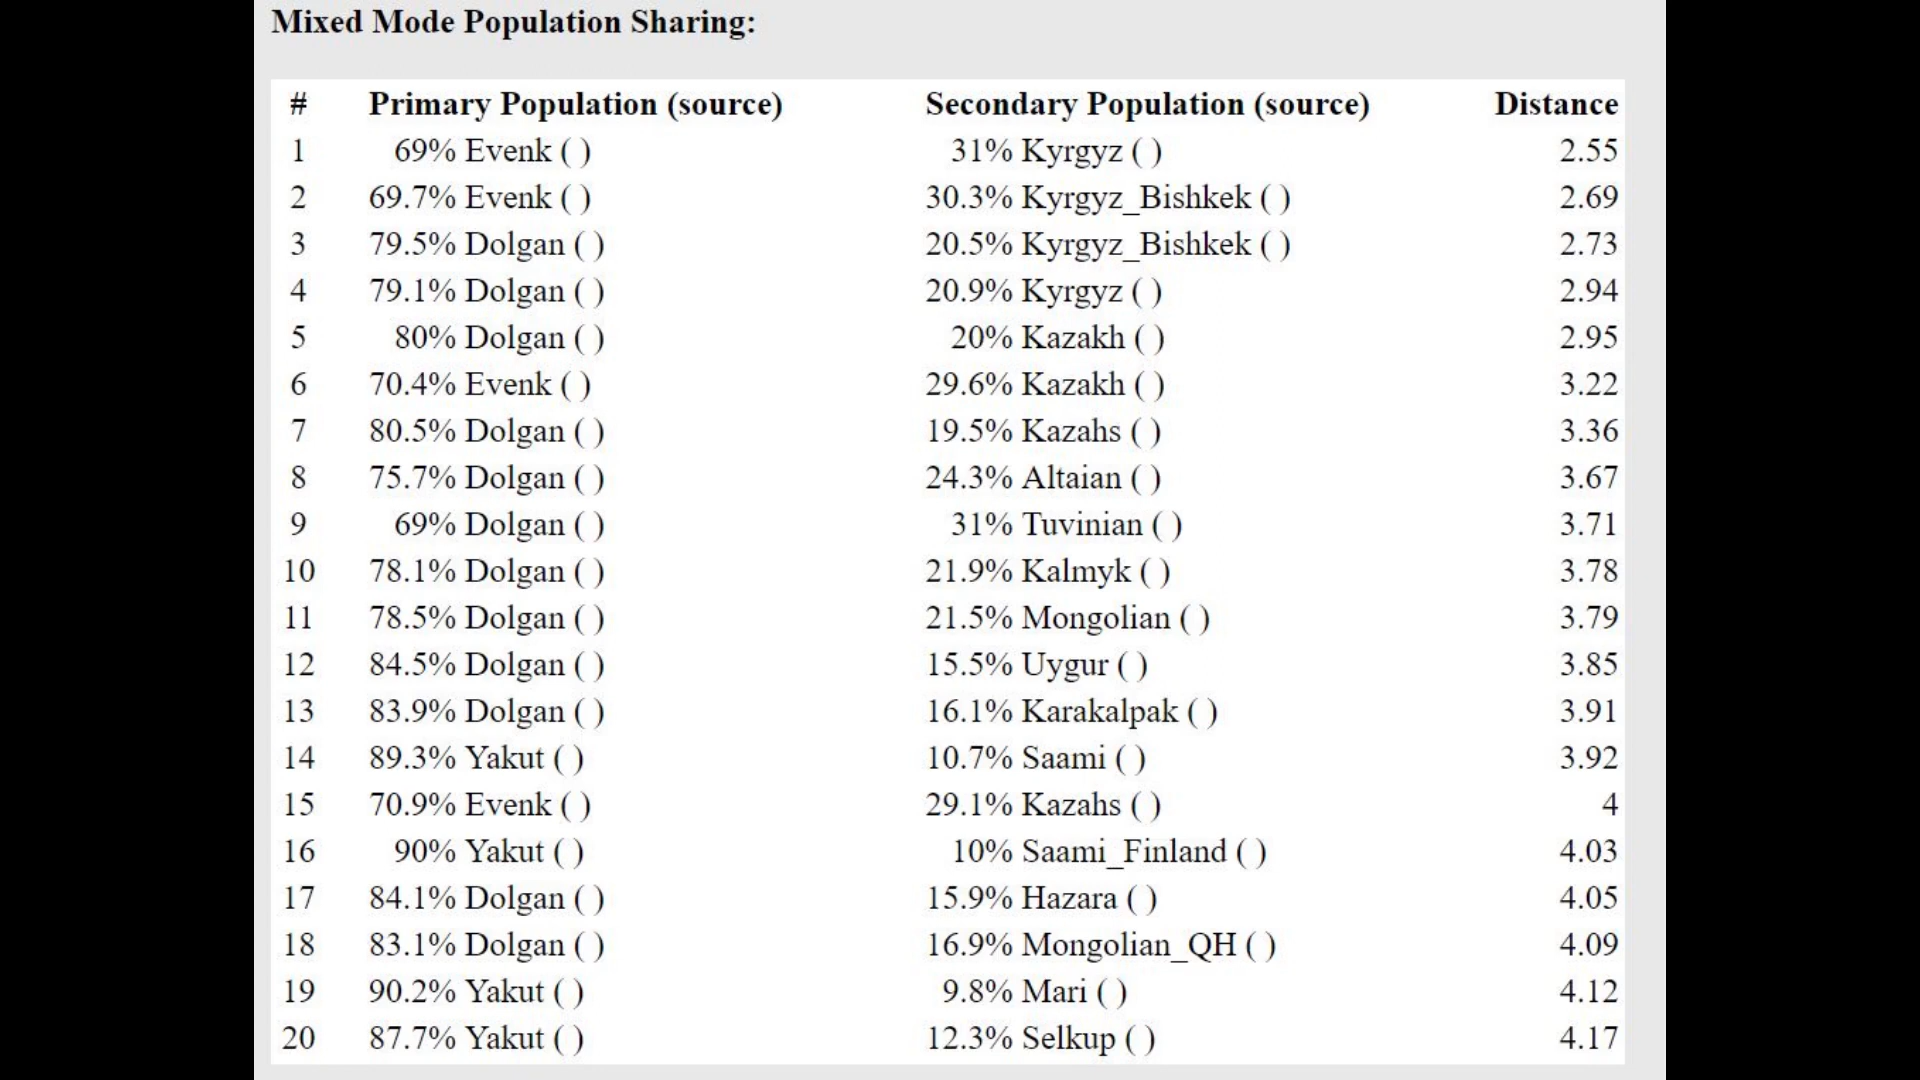 Mixed Mode Population Sharing:
# Primary Population (source) Secondary Population (source) Distance
1 69% Evenk ( ) 31% Kyrgyz ( ) 2.55
2 69.7% Evenk ( ) 30.3% Kyrgyz_Bishkek ( ) 2.69
3 79.5% Dolgan ( ) 20.5% Kyrgyz_Bishkek ( ) 2.73
4 79.1% Dolgan ( ) 20.9% Kyrgyz ( ) 2.94
5 80% Dolgan ( ) 20% Kazakh ( ) 2.95
6 70.4% Evenk ( ) 29.6% Kazakh ( ) 3.22
7 80.5% Dolgan ( ) 19.5% Kazahs ( ) 3.36
8 75.7% Dolgan ( ) 24.3% Altaian ( ) 3.67
9 69% Dolgan ( ) 31% Tuvinian ( ) 3.71
10 78.1% Dolgan ( ) 21.9% Kalmyk ( ) 3.78
11 78.5% Dolgan ( ) 21.5% Mongolian ( ) 3.79
12 84.5% Dolgan ( ) 15.5% Uygur ( ) 3.85
13 83.9% Dolgan ( ) 16.1% Karakalpak ( ) 3.91
14 89.3% Yakut ( ) 10.7% Saami ( ) 3.92
15 70.9% Evenk ( ) 29.1% Kazahs ( ) 4
16 90% Yakut ( ) 10% Saami_Finland ( ) 4.03
17 84.1% Dolgan ( ) 15.9% Hazara ( ) 4.05
18 83.1% Dolgan ( ) 16.9% Mongolian_QH ( ) 4.09
19 90.2% Yakut ( ) 9.8% Mari ( ) 4.12
20 87.7% Yakut ( ) 12.3% Selkup ( ) 4.17